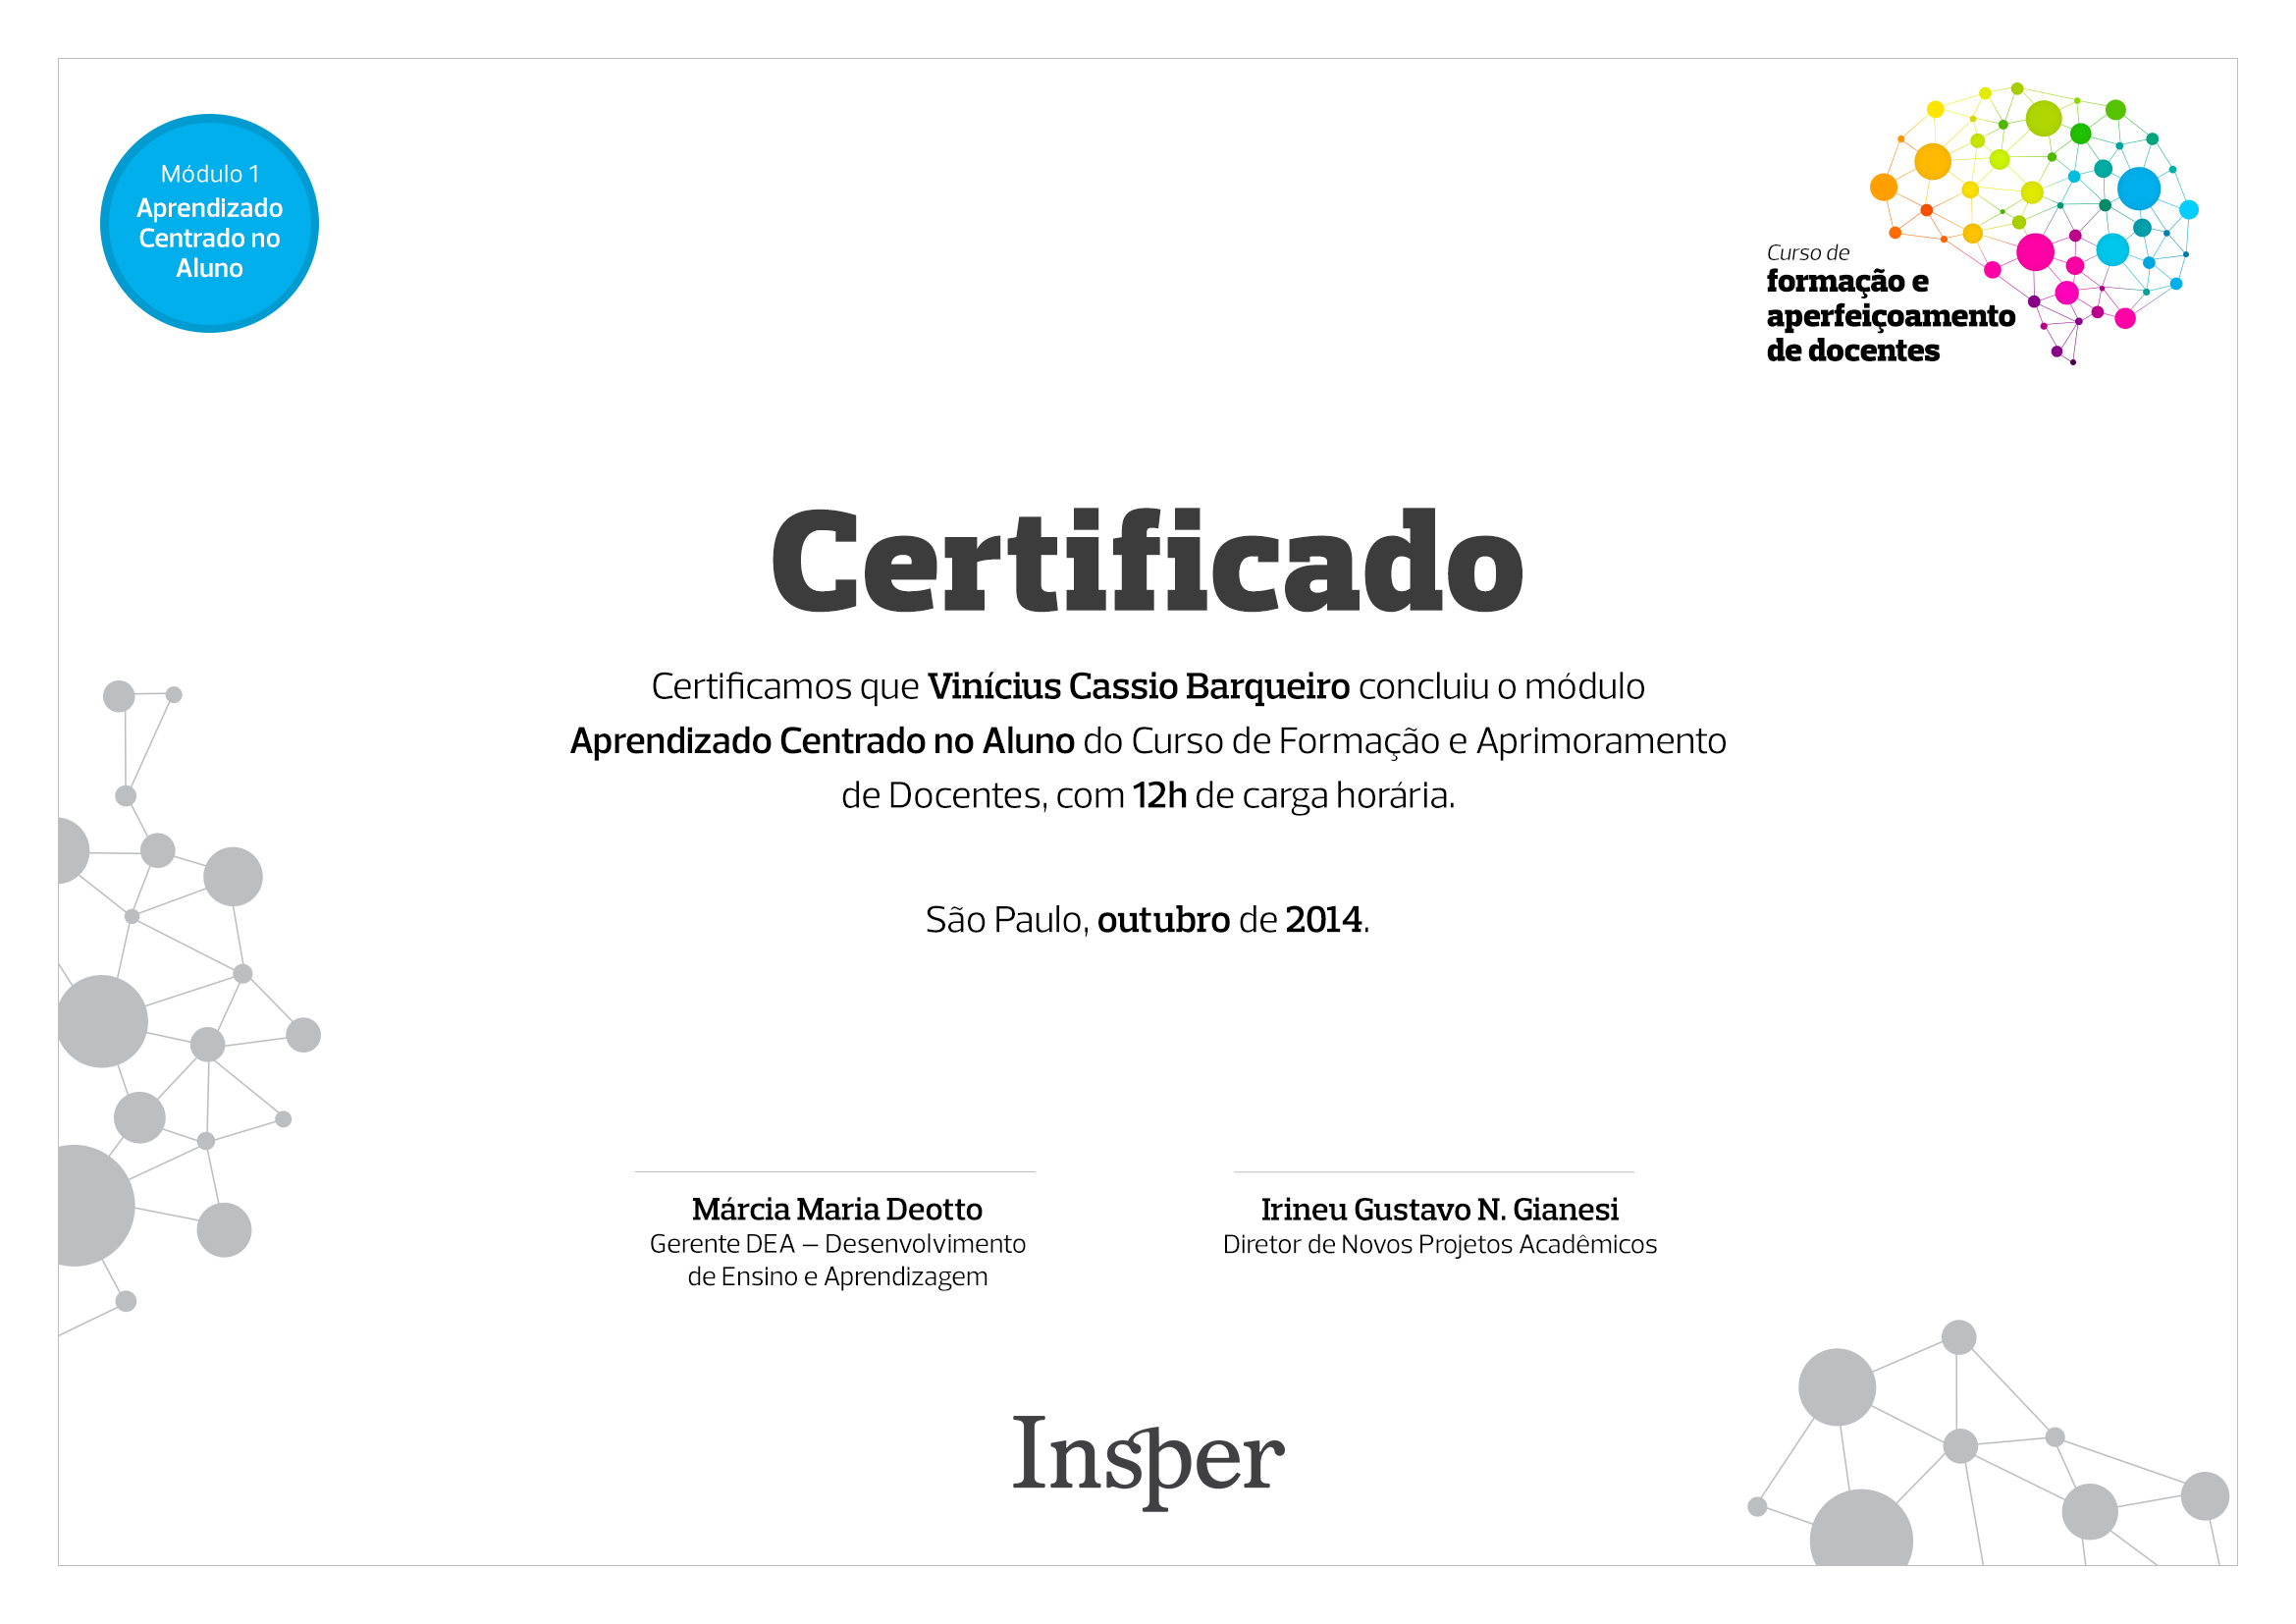 Módulo 1
Aprendizado
Centrado no
Aluno
Curso de
formação e
aperfeiçoamento
de docentes
Certificado
Certificamos que Vinícius Cassio Barqueiro concluiu o módulo
Aprendizado Centrado no Aluno do Curso de Formação e Aprimoramento
de Docentes, com 12h de carga horária.
São Paulo, outubro de 2014.
Márcia Maria Deotto
Gerente DEA – Desenvolvimento
de Ensino e Aprendizagem
Irineu Gustavo N. Gianesi
Diretor de Novos Projetos Acadêmicos
Insper